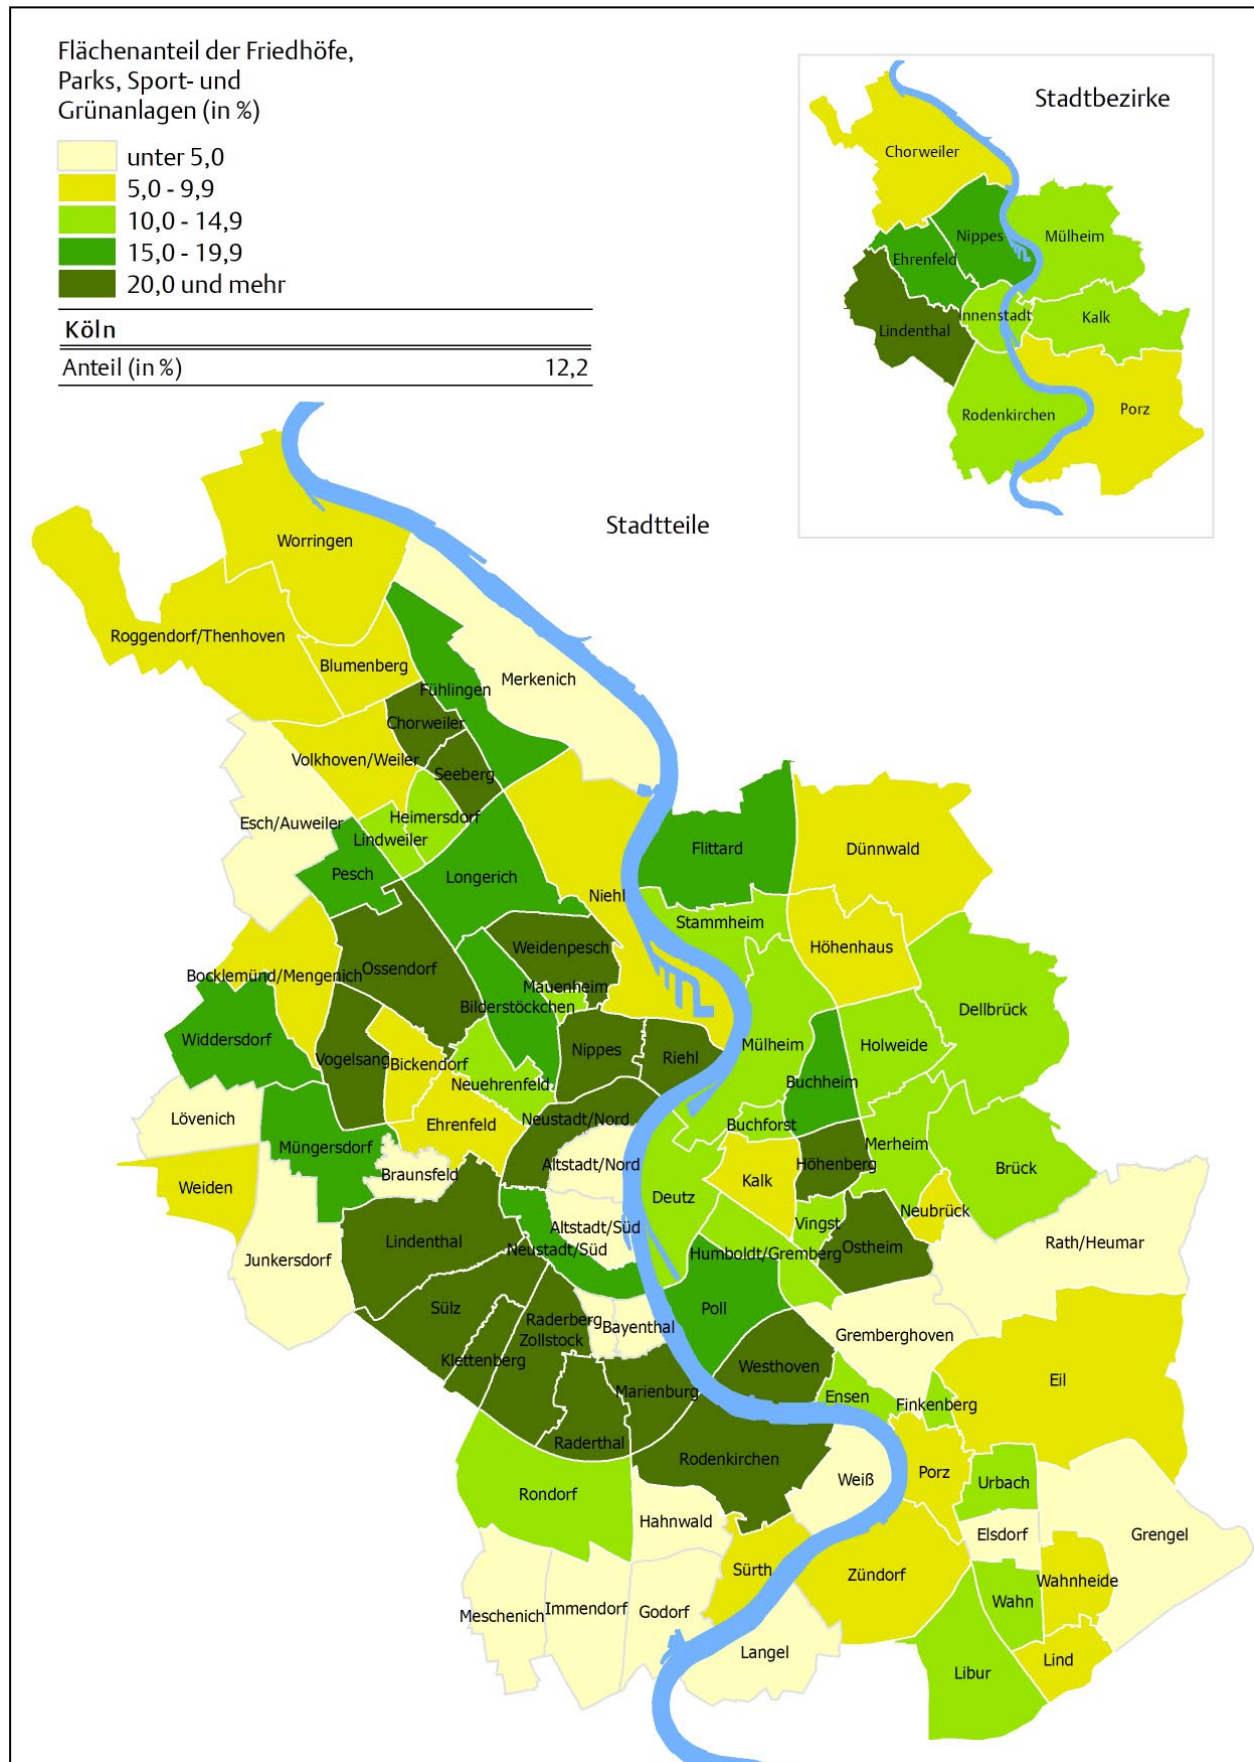 Flächenanteil der Friedhöfe,
Parks, Sport- und
Grünanlagen (in %)
unter 5,0
5,0 - 9,9
10,0 - 14,9
15,0 - 19,9
20,0 und mehr
Köln
Anteil (in %) 12,2
Stadtbezirke
Chorweiler
Nippes
Mülheim
Ehrenfeld
Innenstadt
Kalk
Lindenthal
Rodenkirchen
Porz
Stadtteile
Worringen
Roggendorf/Thenhoven
Blumenberg
Merkenich
Fühlingen
Chorweiler
Volkhoven/Weiler
Seeberg
Heimersdorf
Esch/Auweiler
Lindweiler
Flittard
Dünnwald
Pesch
Longerich
Niehl
Stammheim
Höhenhaus
Weidenpesch
Ossendorf
Bocklemünd/Mengenich
Mauenheim
Bilderstöckchen
Dellbrück
Widdersdorf
Vogelsang
Bickendorf
Nippes
Riehl
Mülheim
Holweide
Buchheim
Neuehrenfeld
Lövenich
Ehrenfeld
Neustadt/Nord
Buchforst
Müngersdorf
Merheim
Braunsfeld
Altstadt/Nord
Höhenberg
Brück
Weiden
Kalk
Deutz
Neubrück
Altstadt/Süd
Vingst
Lindenthal
Neustadt/Süd
Humboldt/Gremberg
Ostheim
Rath/Heumar
Junkersdorf
Sülz
Poll
Raderberg
Bayenthal
Zollstock
Gremberghoven
Klettenberg
Westhoven
Eil
Marienburg
Ensen
Finkenberg
Raderthal
Rodenkirchen
Weiß
Porz
Urbach
Rondorf
Hahnwald
Elsdorf
Grengel
Sürth
Zündorf
Wahnheide
Meschenich
Immendorf
Godorf
Wahn
Langel
Libur
Lind